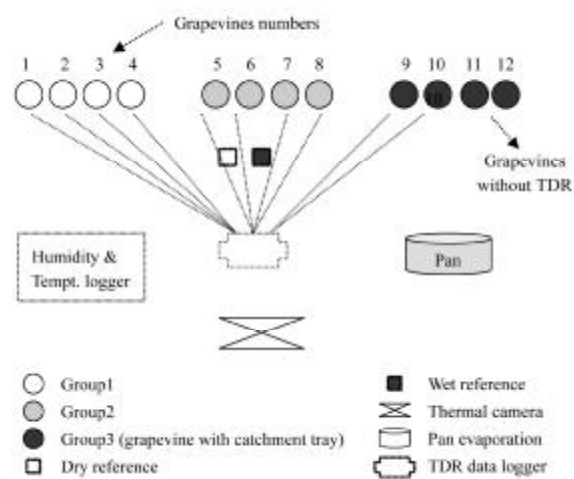 Grapevines numbers
1 2 3 4 5 6 7 8 9 10 11 12
Grapevines
without TDR
Humidity &
Tempt. logger
Pan
Group1
Group2
Group3 (grapevine with catchment tray)
Dry reference
Wet reference
Thermal camera
Pan evaporation
TDR data logger